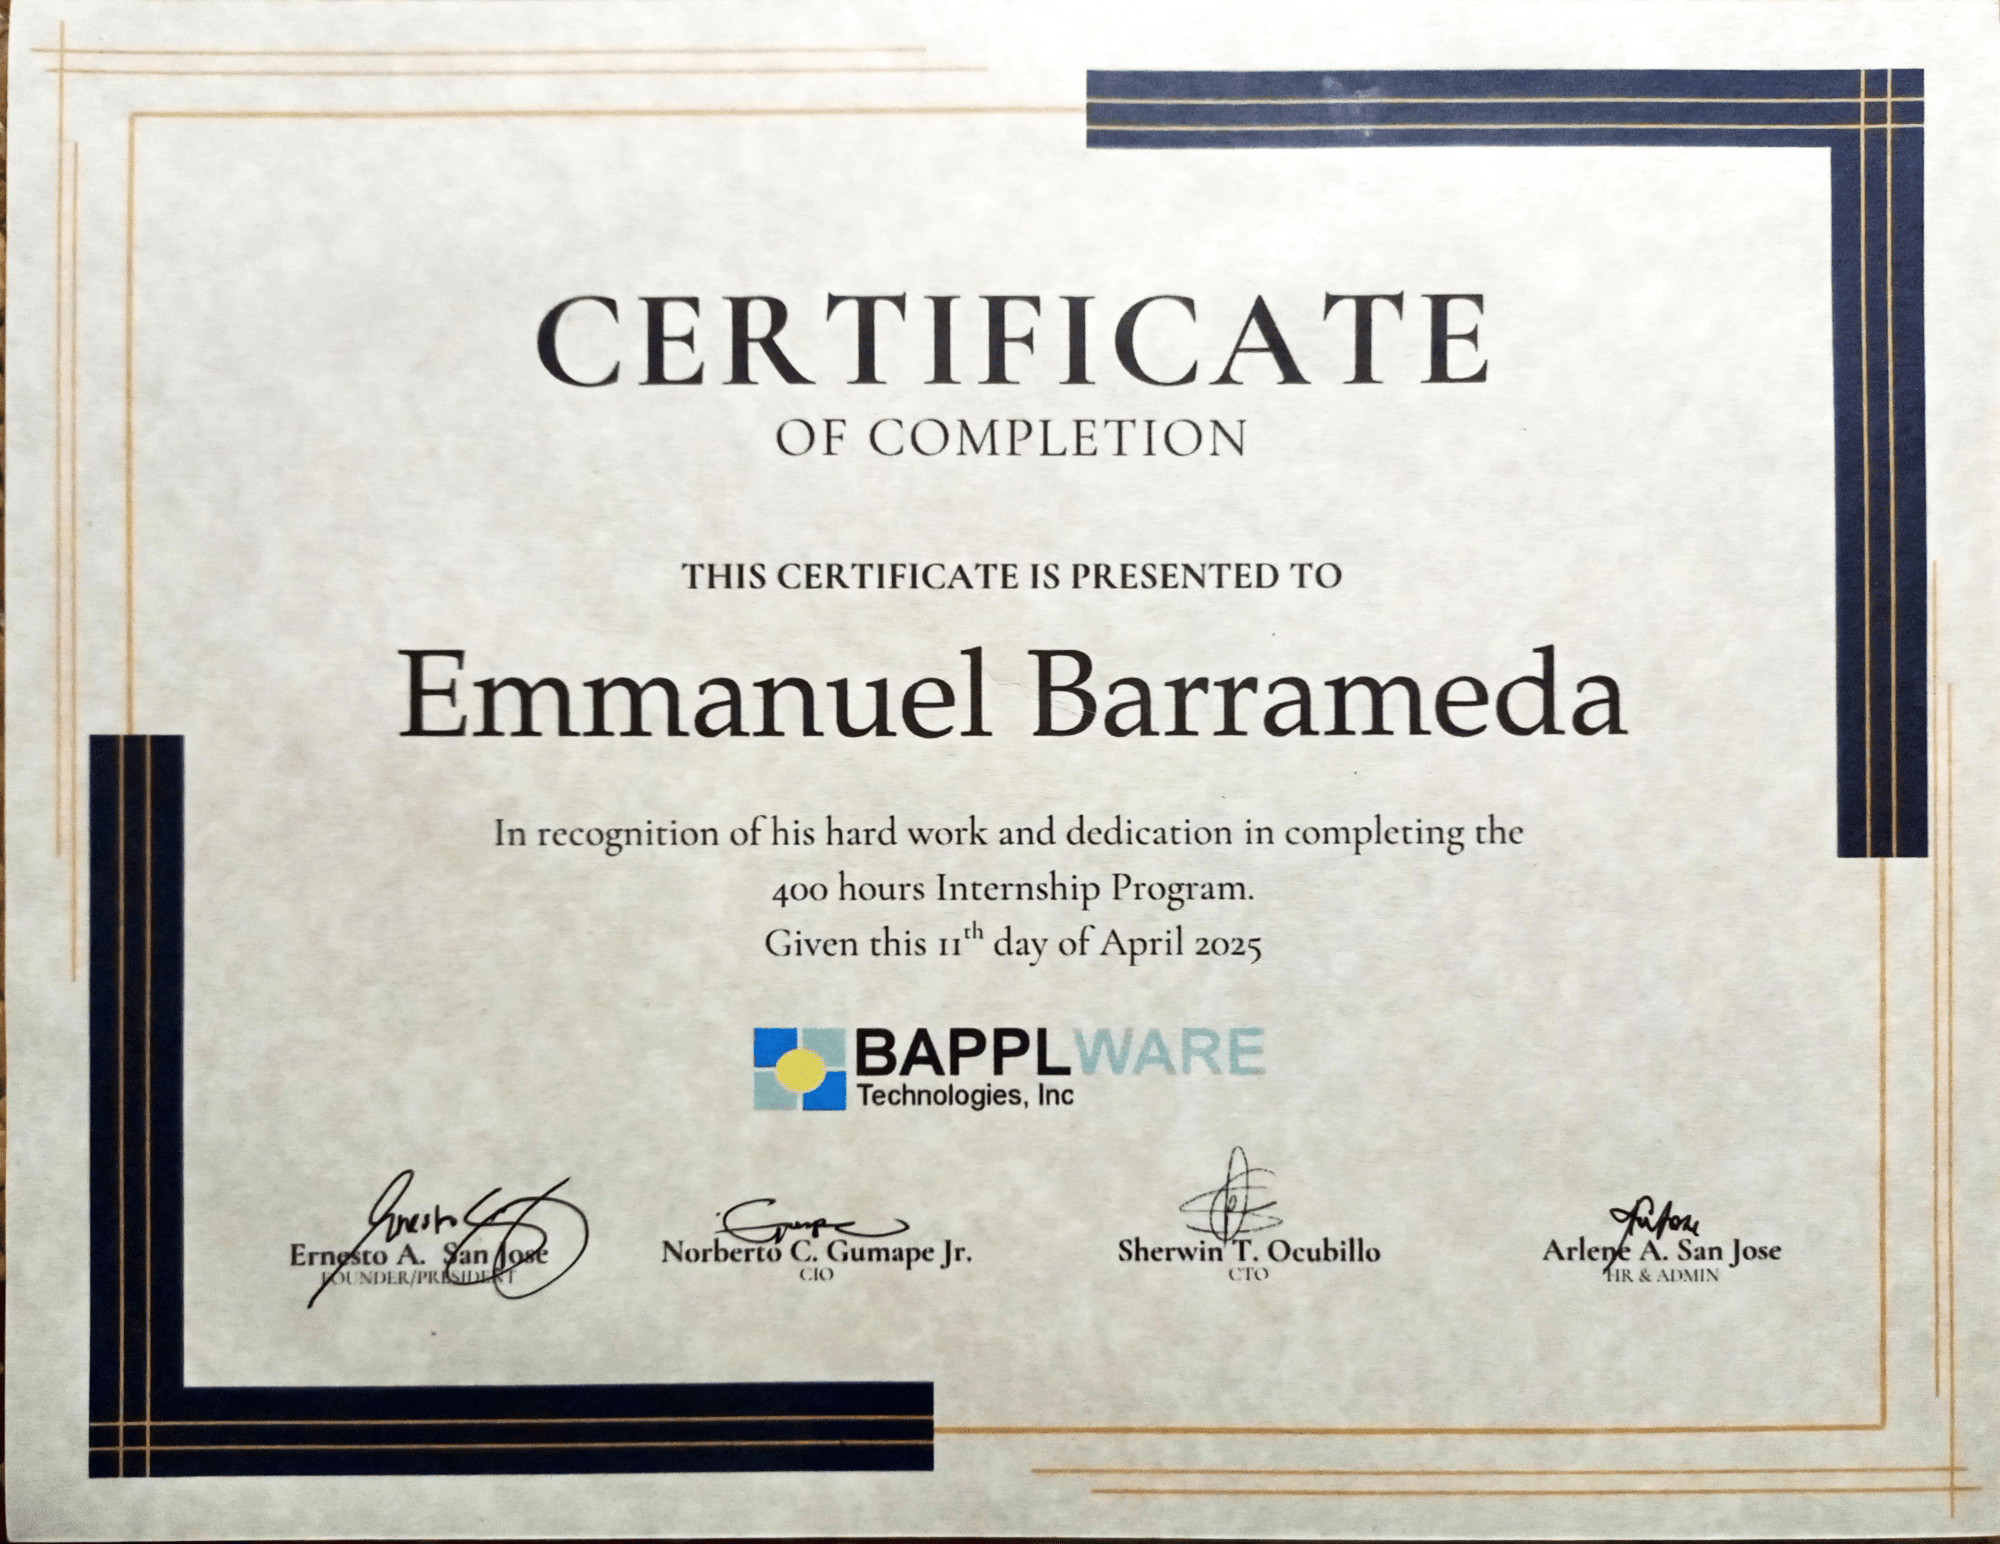 CERTIFICATE
OF COMPLETION
THIS CERTIFICATE IS PRESENTED TO
Emmanuel Barrameda
In recognition of his hard work and dedication in completing the
400 hours Internship Program.
Given this 11th day of April 2025
BAPPLWARE
Technologies, Inc
Ernesto A. San Jose
FOUNDER/PRESIDENT
Norberto C. Gumape Jr.
CIO
Sherwin T. Ocubillo
CTO
Arlene A. San Jose
HR & ADMIN